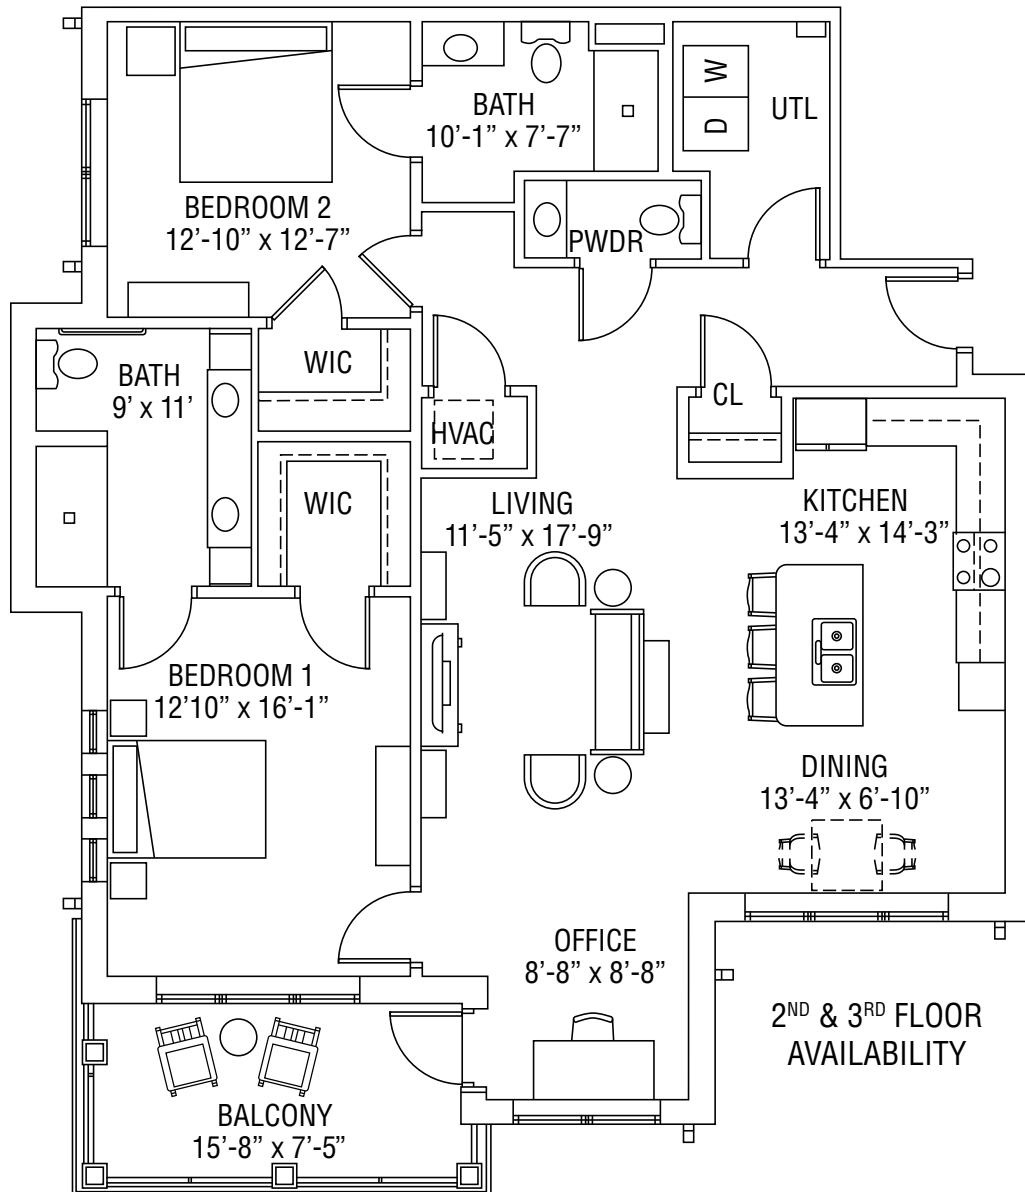 W
D
UTL
BATH
10’-1” x 7’-7”
BEDROOM 2
12’-10” x 12’-7”
PWDR
WIC
BATH
9’ x 11’
CL
HVAC
WIC
LIVING
11’-5” x 17’-9”
KITCHEN
13’-4” x 14’-3”
BEDROOM 1
12’10” x 16’-1”
DINING
13’-4” x 6’-10”
OFFICE
8’-8” x 8’-8”
2ND & 3RD FLOOR
AVAILABILITY
BALCONY
15’-8” x 7’-5”